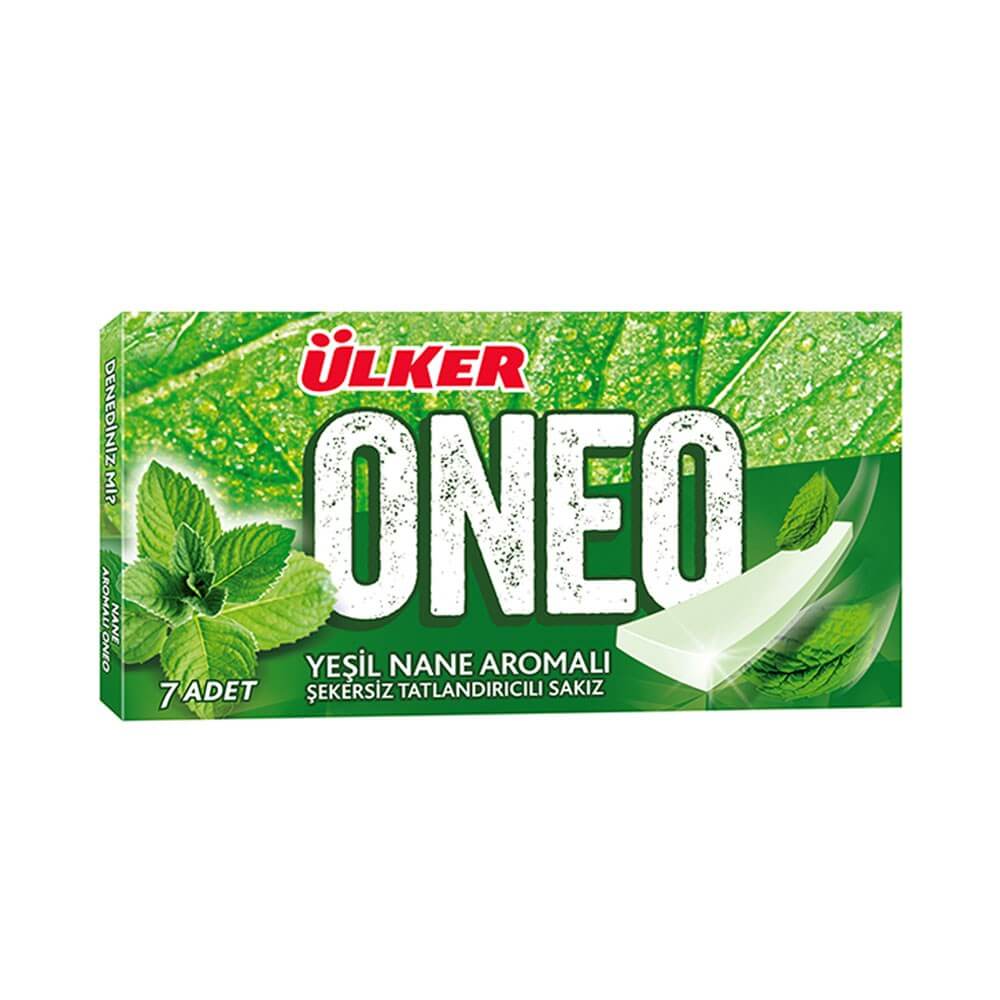 ÜLKER
ONEO
YEŞİL NANE AROMALI
ŞEKERSİZ TATLANDIRICILI SAKIZ
7 ADET
DENEDİNİZ Mİ?
NANE
AROMALI ONEO